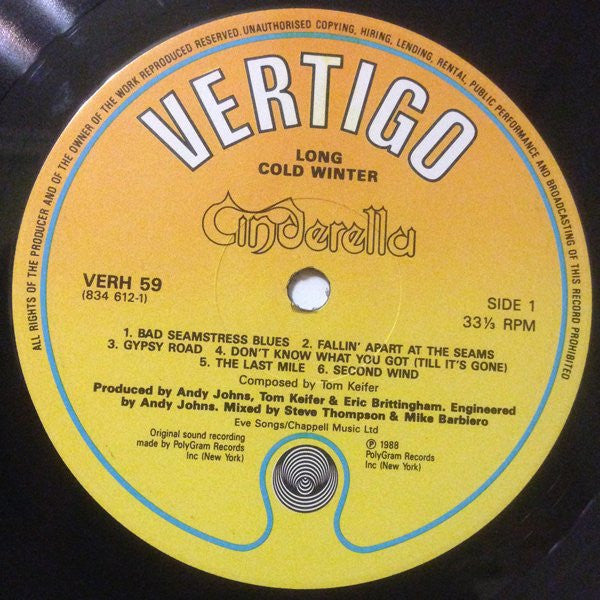 ALL RIGHTS OF THE PRODUCER AND OF THE OWNER OF THE WORK REPRODUCED RESERVED. UNAUTHORISED COPYING, HIRING, LENDING, RENTAL, PUBLIC PERFORMANCE AND BROADCASTING OF THIS RECORD PROHIBITED
VERTIGO
LONG
COLD WINTER
Cinderella
VERH 59
(834 612-1)
SIDE 1
33⅓ RPM
1. BAD SEAMSTRESS BLUES 2. FALLIN' APART AT THE SEAMS
3. GYPSY ROAD 4. DON'T KNOW WHAT YOU GOT (TILL IT'S GONE)
5. THE LAST MILE 6. SECOND WIND
Composed by Tom Keifer
Produced by Andy Johns, Tom Keifer & Eric Brittingham. Engineered
by Andy Johns. Mixed by Steve Thompson & Mike Barbiero
Eve Songs/Chappell Music Ltd
Original sound recording
made by PolyGram Records
Inc (New York)
℗ 1988
PolyGram Records
Inc (New York)